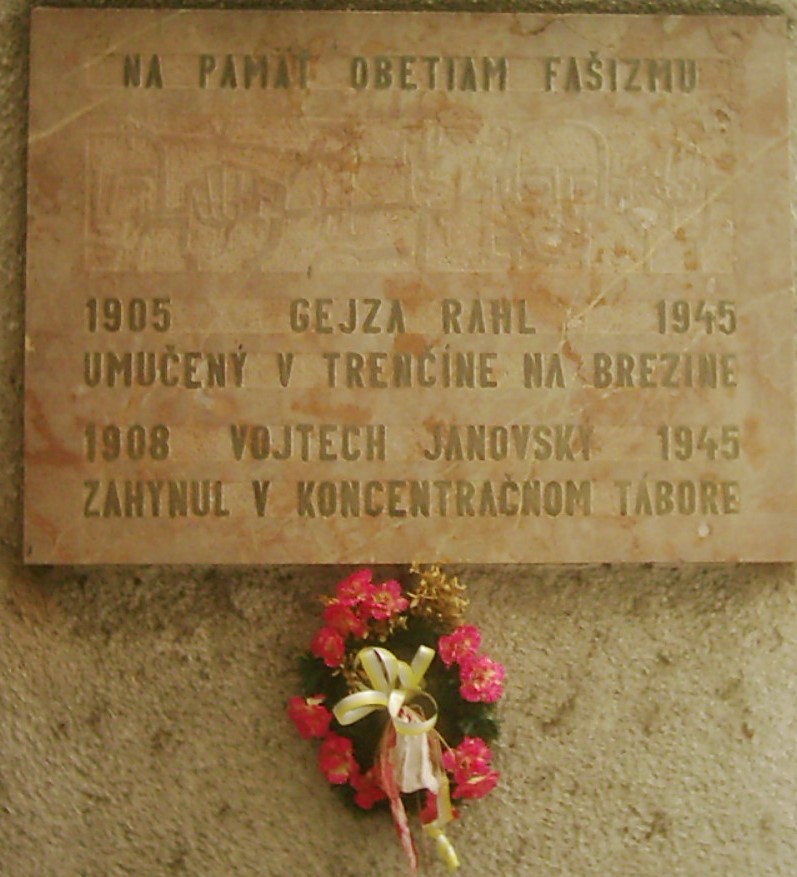 NA PAMÄŤ OBETIAM FAŠIZMU
1905 GEJZA RAHL 1945
UMUČENÝ V TRENČÍNE NA BREZINE
1908 VOJTECH JANOVSKÝ 1945
ZAHYNUL V KONCENTRAČNOM TÁBORE